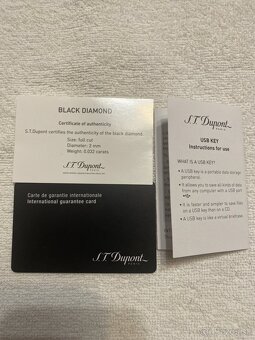 BLACK DIAMOND
Certificate of authenticity
S.T.Dupont certifies the authenticity of the black diamond
Size: full cut
Diameter: 2 mm
Weight: 0.032 carats
S.T. Dupont
PARIS
Carte de garantie internationale
International guarantee card
S.T. Dupont
PARIS
S.T. Dupont
PARIS
USB KEY
Instructions for use
WHAT IS A USB KEY?
• A USB key is a portable data storage
peripheral.
• It allows you to save all kinds of data
from any computer with a USB port
• It is faster and simpler to save files
on a USB key than on a CD.
• A USB key is like a virtual briefcase.